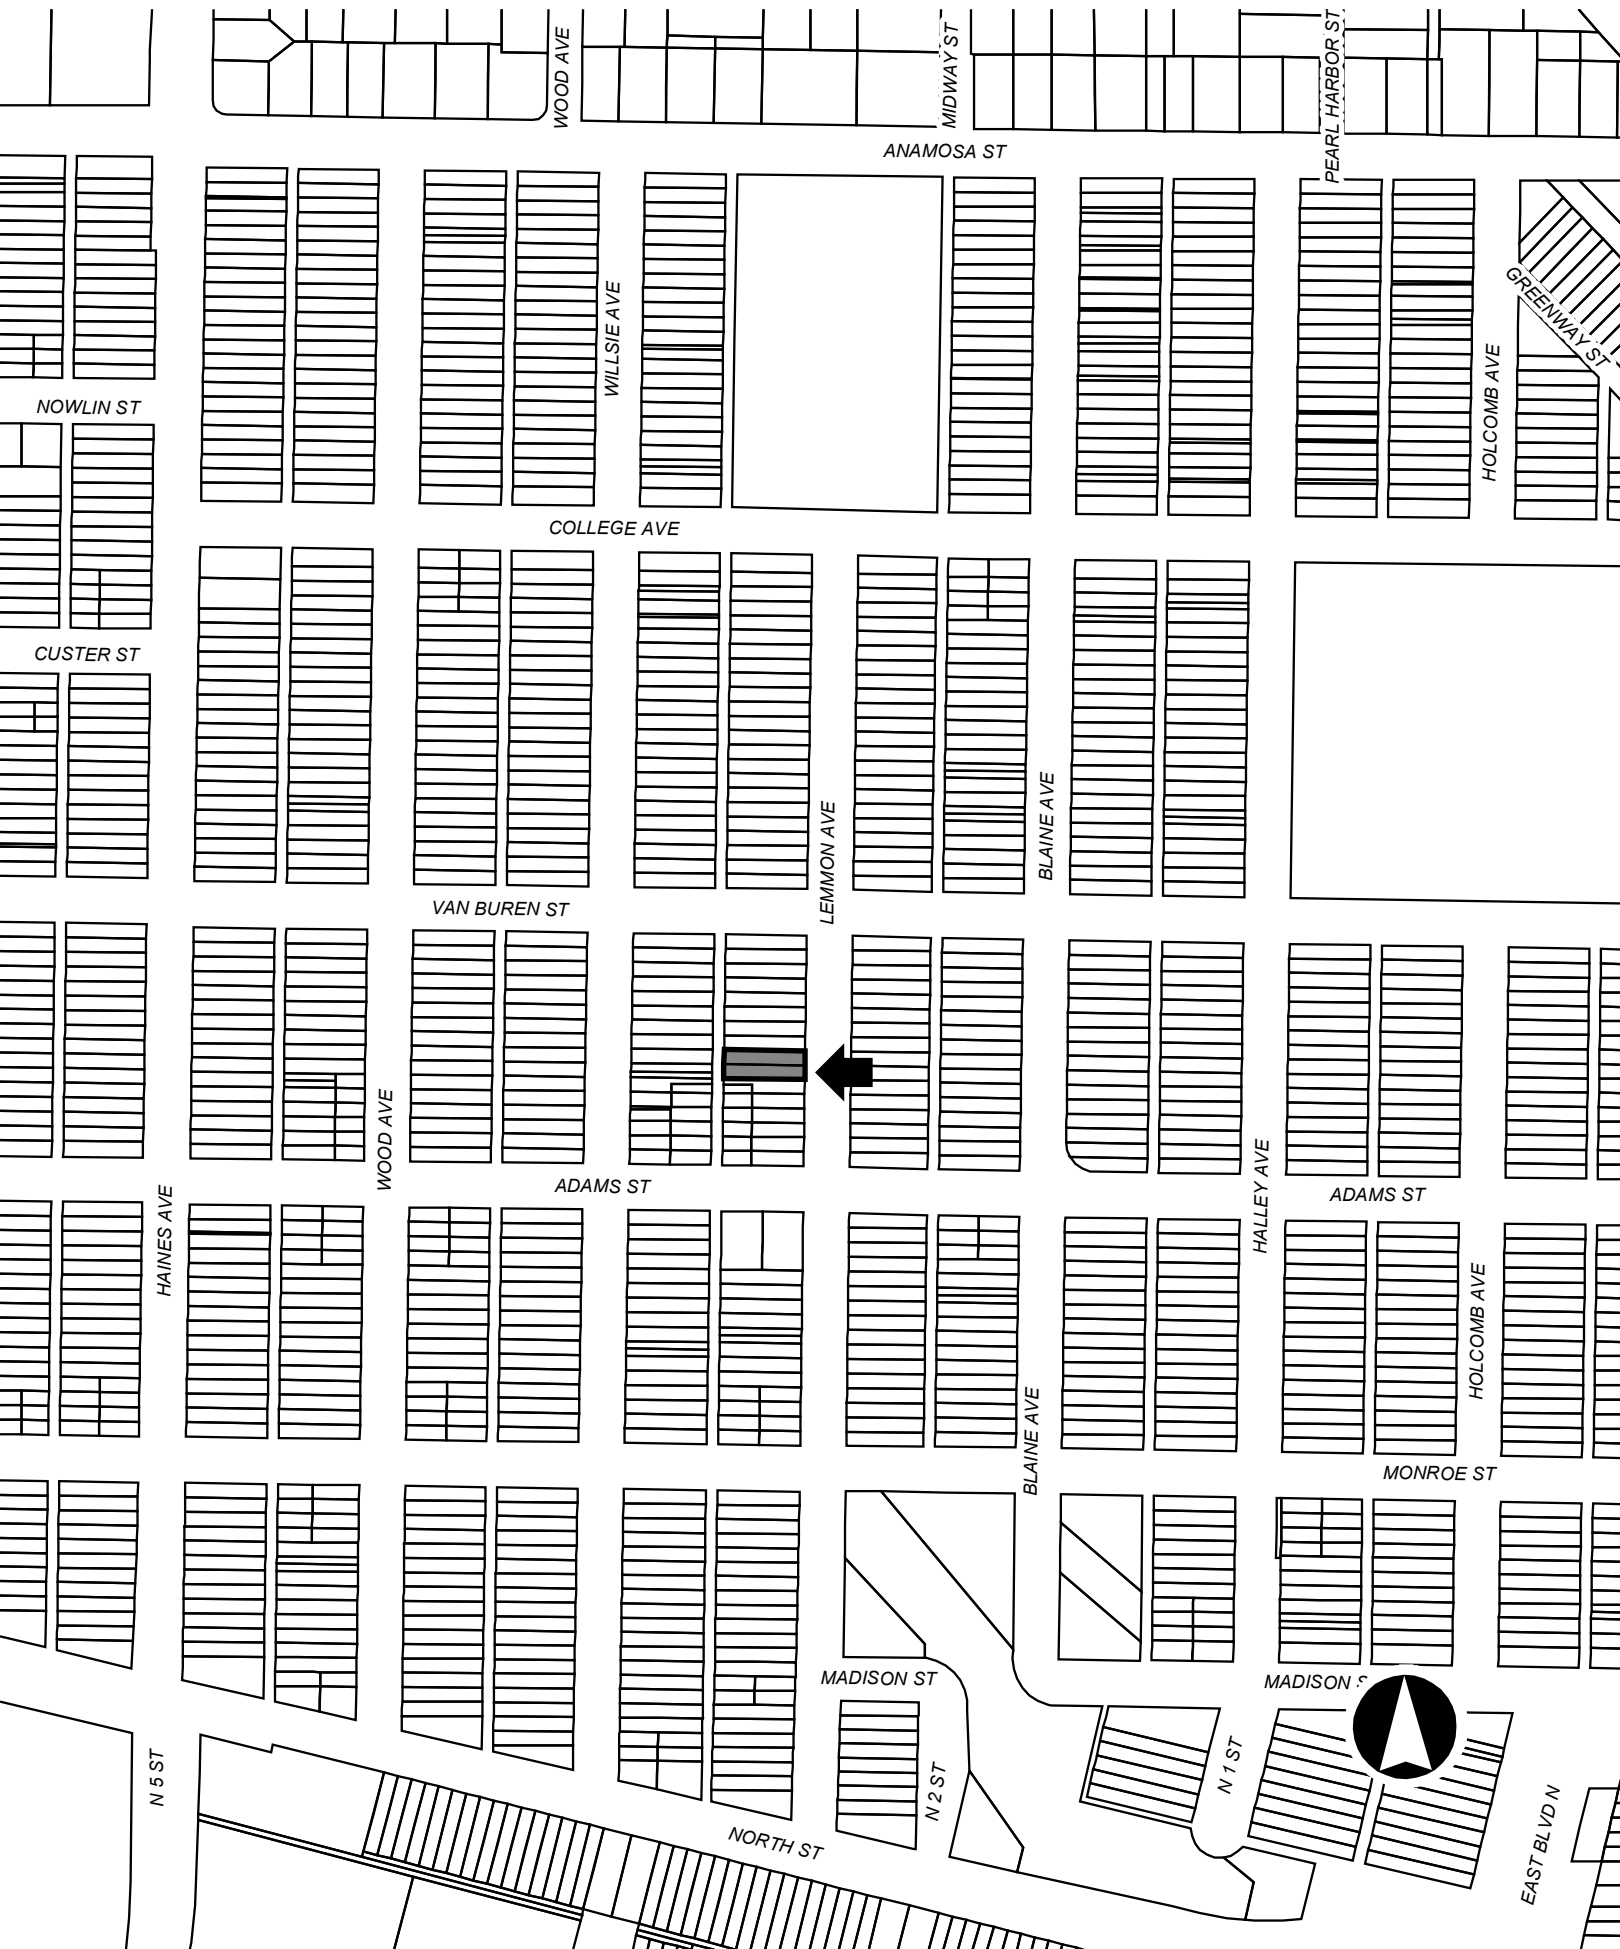 WOOD AVE
MIDWAY ST
PEARL HARBOR ST
ANAMOSA ST
WILLSIE AVE
GREENWAY ST
HOLCOMB AVE
NOWLIN ST
COLLEGE AVE
CUSTER ST
LEMMON AVE
BLAINE AVE
VAN BUREN ST
WOOD AVE
HAINES AVE
ADAMS ST
HALLEY AVE
ADAMS ST
HOLCOMB AVE
BLAINE AVE
MONROE ST
MADISON ST
MADISON S
N 5 ST
N 2 ST
N 1 ST
NORTH ST
EAST BLVD N